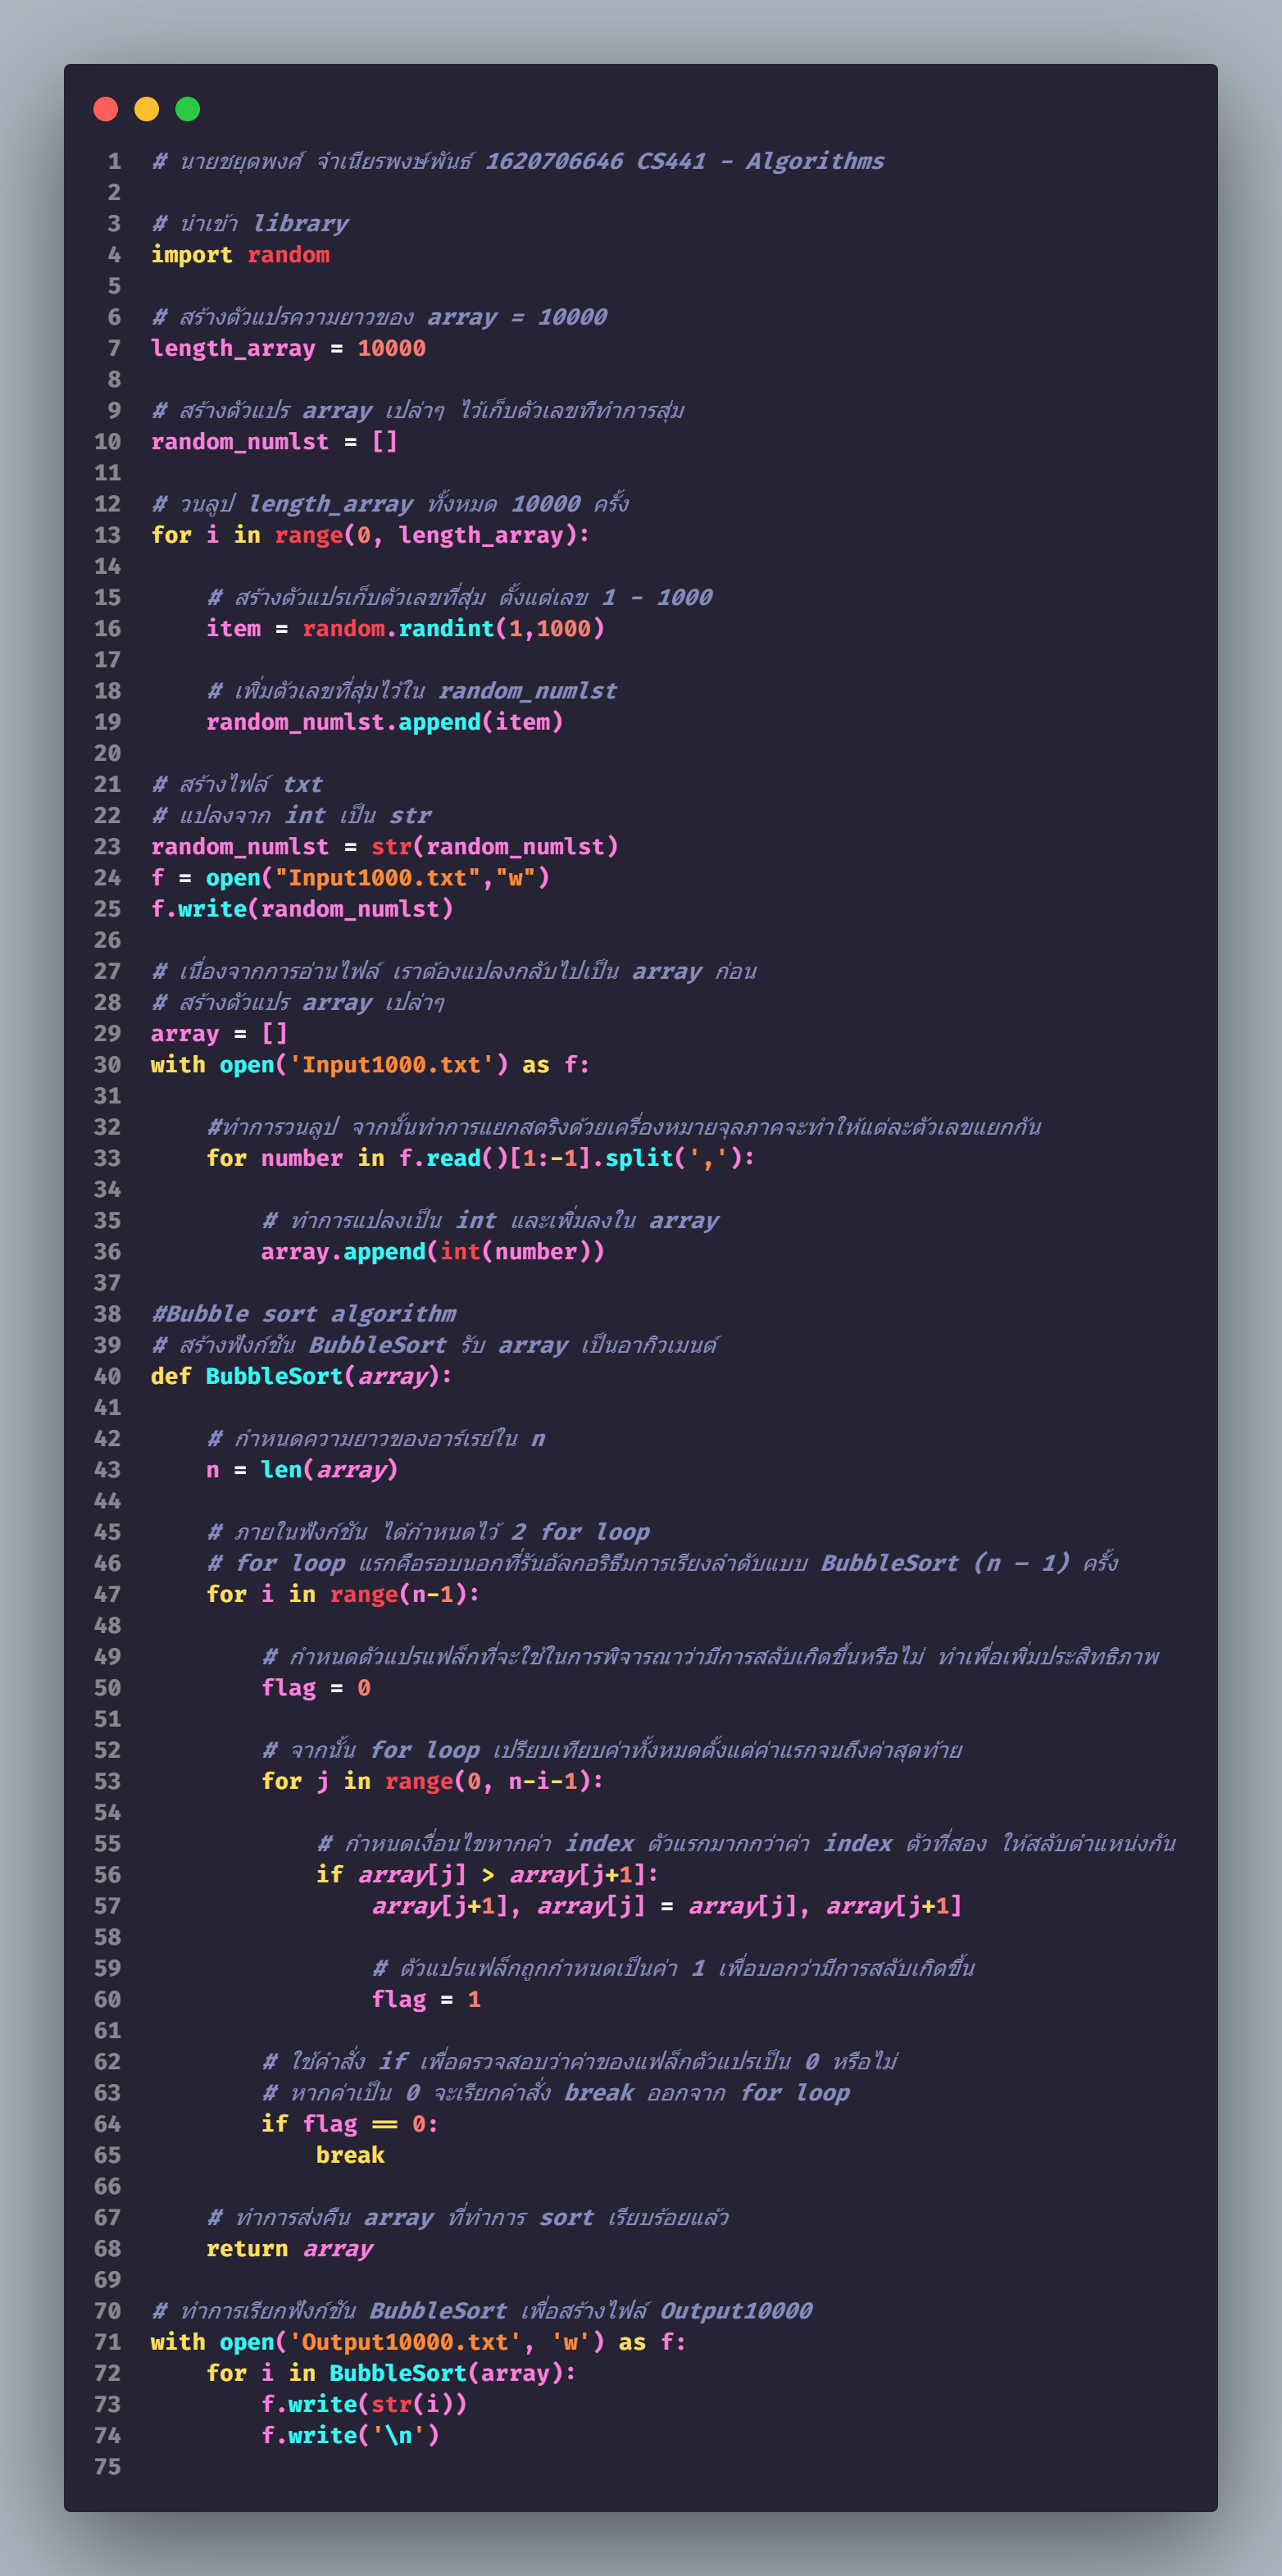 1 # นายชยุตพงศ์ จำเนียรพงษ์พันธ์ 1620706646 CS441 - Algorithms
2
3 # นำเข้า library
4 import random
5
6 # สร้างตัวแปรความยาวของ array = 10000
7 length_array = 10000
8
9 # สร้างตัวแปร array เปล่าๆ ไว้เก็บตัวเลขที่ทำการสุ่ม
10 random_numlst = []
11
12 # วนลูป length_array ทั้งหมด 10000 ครั้ง
13 for i in range(0, length_array):
14
15     # สร้างตัวแปรเก็บตัวเลขที่สุ่ม ตั้งแต่เลข 1 - 1000
16     item = random.randint(1,1000)
17
18     # เพิ่มตัวเลขที่สุ่มไว้ใน random_numlst
19     random_numlst.append(item)
20
21 # สร้างไฟล์ txt
22 # แปลงจาก int เป็น str
23 random_numlst = str(random_numlst)
24 f = open("Input1000.txt","w")
25 f.write(random_numlst)
26
27 # เนื่องจากการอ่านไฟล์ เราต้องแปลงกลับไปเป็น array ก่อน
28 # สร้างตัวแปร array เปล่าๆ
29 array = []
30 with open('Input1000.txt') as f:
31
32     #ทำการวนลูป จากนั้นทำการแยกสตริงด้วยเครื่องหมายจุลภาคจะทำให้แต่ละตัวเลขแยกกัน
33     for number in f.read()[1:-1].split(','):
34
35         # ทำการแปลงเป็น int และเพิ่มลงใน array
36         array.append(int(number))
37
38 #Bubble sort algorithm
39 # สร้างฟังก์ชัน BubbleSort รับ array เป็นอากิวเมนต์
40 def BubbleSort(array):
41
42     # กำหนดความยาวของอาร์เรย์ใน n
43     n = len(array)
44
45     # ภายในฟังก์ชัน ได้กำหนดไว้ 2 for loop
46     # for loop แรกคือรอบนอกที่รันอัลกอริธึมการเรียงลำดับแบบ BubbleSort (n – 1) ครั้ง
47     for i in range(n-1):
48
49         # กำหนดตัวแปรแฟล็กที่จะใช้ในการพิจารณาว่ามีการสลับเกิดขึ้นหรือไม่ ทำเพื่อเพิ่มประสิทธิภาพ
50         flag = 0
51
52         # จากนั้น for loop เปรียบเทียบค่าทั้งหมดตั้งแต่ค่าแรกจนถึงค่าสุดท้าย
53         for j in range(0, n-i-1):
54
55             # กำหนดเงื่อนไขหากค่า index ตัวแรกมากกว่าค่า index ตัวที่สอง ให้สลับตำแหน่งกัน
56             if array[j] > array[j+1]:
57                 array[j+1], array[j] = array[j], array[j+1]
58
59                 # ตัวแปรแฟล็กถูกกำหนดเป็นค่า 1 เพื่อบอกว่ามีการสลับเกิดขึ้น
60                 flag = 1
61
62         # ใช้คำสั่ง if เพื่อตรวจสอบว่าค่าของแฟล็กตัวแปรเป็น 0 หรือไม่
63         # หากค่าเป็น 0 จะเรียกคำสั่ง break ออกจาก for loop
64         if flag == 0:
65             break
66
67     # ทำการส่งคืน array ที่ทำการ sort เรียบร้อยแล้ว
68     return array
69
70 # ทำการเรียกฟังก์ชัน BubbleSort เพื่อสร้างไฟล์ Output10000
71 with open('Output10000.txt', 'w') as f:
72     for i in BubbleSort(array):
73         f.write(str(i))
74         f.write('\n')
75